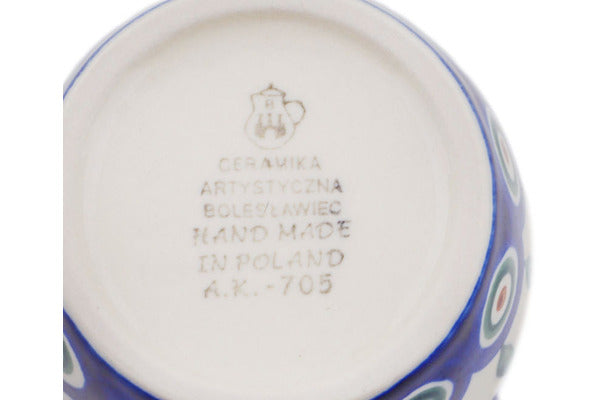 CERAMIKA
ARTYSTYCZNA
BOLESŁAWIEC
HAND MADE
IN POLAND
A.K.-705